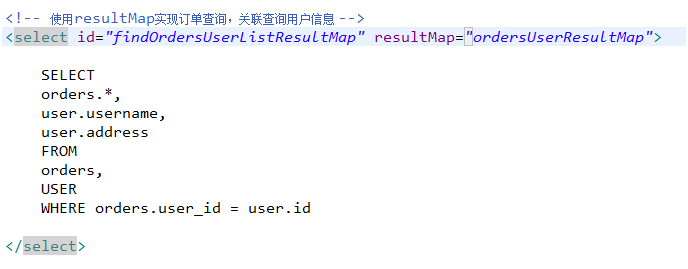 <!-- 使用resultMap实现订单查询，关联查询用户信息 -->
<select id="findOrdersUserListResultMap" resultMap="ordersUserResultMap">
SELECT
orders.*,
user.username,
user.address
FROM
orders,
USER
WHERE orders.user_id = user.id
</select>